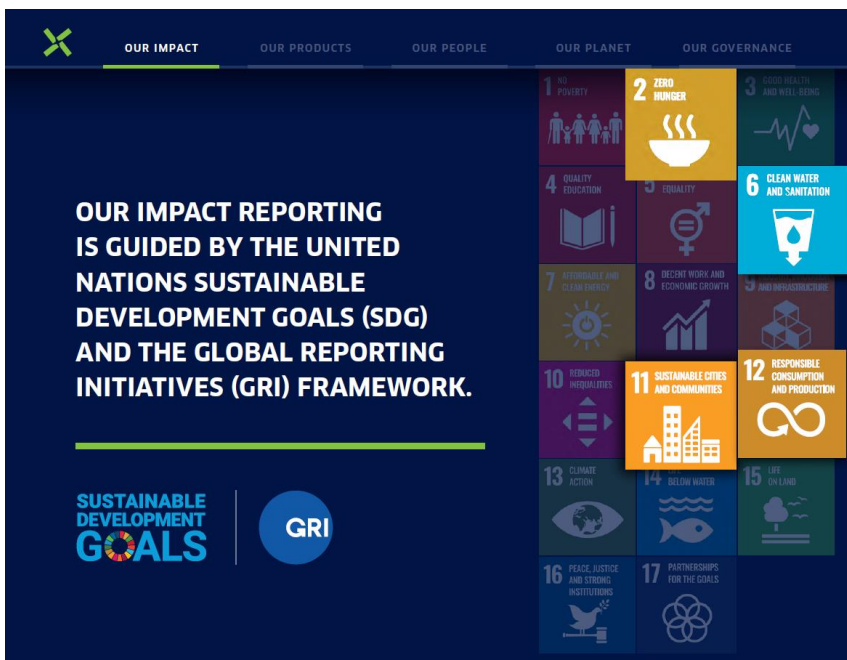 OUR IMPACT
OUR PRODUCTS
OUR PEOPLE
OUR PLANET
OUR GOVERNANCE
OUR IMPACT REPORTING
IS GUIDED BY THE UNITED
NATIONS SUSTAINABLE
DEVELOPMENT GOALS (SDG)
AND THE GLOBAL REPORTING
INITIATIVES (GRI) FRAMEWORK.
SUSTAINABLE
DEVELOPMENT
GOALS
GRI
1 NO
POVERTY
2 ZERO
HUNGER
3 GOOD HEALTH
AND WELL-BEING
4 QUALITY
EDUCATION
5
EQUALITY
6 CLEAN WATER
AND SANITATION
7 AFFORDABLE AND
CLEAN ENERGY
8 DECENT WORK AND
ECONOMIC GROWTH
9
AND INFRASTRUCTURE
10 REDUCED
INEQUALITIES
11 SUSTAINABLE CITIES
AND COMMUNITIES
12 RESPONSIBLE
CONSUMPTION
AND PRODUCTION
13 CLIMATE
ACTION
14
BELOW WATER
15 LIFE
ON LAND
16 PEACE, JUSTICE
AND STRONG
INSTITUTIONS
17 PARTNERSHIPS
FOR THE GOALS